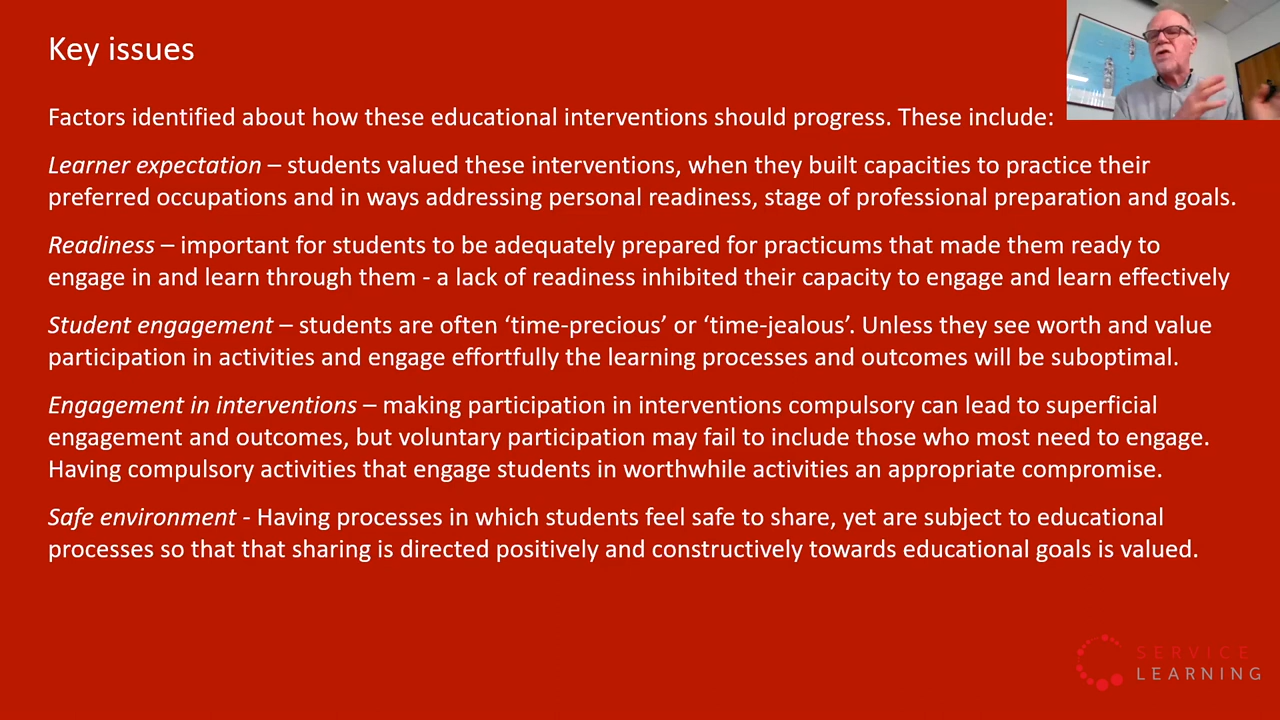 Key issues
Factors identified about how these educational interventions should progress. These include:
Learner expectation – students valued these interventions, when they built capacities to practice their
preferred occupations and in ways addressing personal readiness, stage of professional preparation and goals.
Readiness – important for students to be adequately prepared for practicums that made them ready to
engage in and learn through them - a lack of readiness inhibited their capacity to engage and learn effectively
Student engagement – students are often ‘time-precious’ or ‘time-jealous’. Unless they see worth and value
participation in activities and engage effortfully the learning processes and outcomes will be suboptimal.
Engagement in interventions – making participation in interventions compulsory can lead to superficial
engagement and outcomes, but voluntary participation may fail to include those who most need to engage.
Having compulsory activities that engage students in worthwhile activities an appropriate compromise.
Safe environment - Having processes in which students feel safe to share, yet are subject to educational
processes so that that sharing is directed positively and constructively towards educational goals is valued.
SERVICE
LEARNING